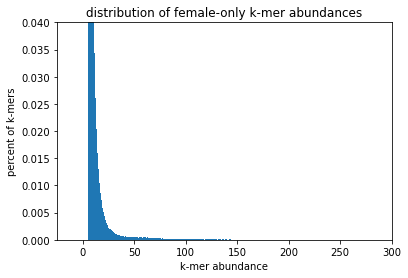 distribution of female-only k-mer abundances
percent of k-mers
0.040
0.035
0.030
0.025
0.020
0.015
0.010
0.005
0.000
0 50 100 150 200 250 300
k-mer abundance